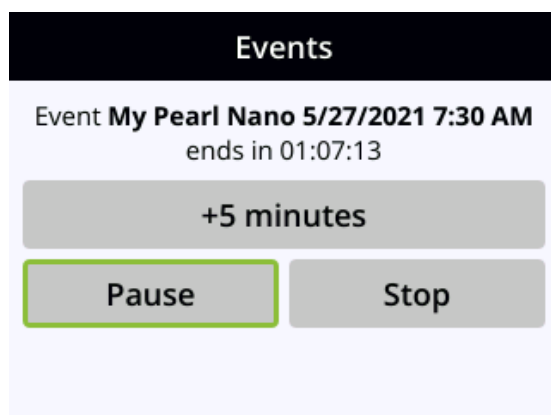 Events
Event My Pearl Nano 5/27/2021 7:30 AM
ends in 01:07:13
+5 minutes
Pause
Stop